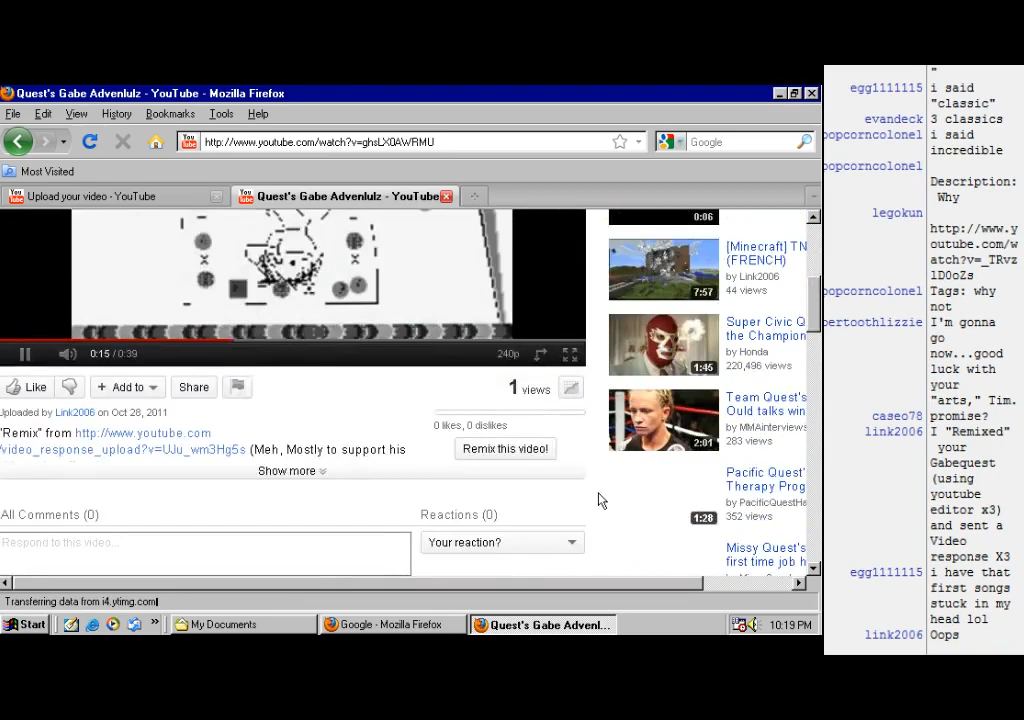 Quest's Gabe Advenlulz - YouTube - Mozilla Firefox
File Edit View History Bookmarks Tools Help
http://www.youtube.com/watch?v=ghsLX0AWRMU
Google
Most Visited
Upload your video - YouTube
Quest's Gabe Advenlulz - YouTube
0:15 / 0:39
240p
Like
Add to
Share
1 views
Uploaded by Link2006 on Oct 28, 2011
0 likes, 0 dislikes
"Remix" from http://www.youtube.com
/video_response_upload?v=UJu_wm3Hg5s (Meh, Mostly to support his
Remix this video!
Show more
All Comments (0)
Reactions (0)
Respond to this video...
Your reaction?
0:06
[Minecraft] TN
(FRENCH)
by Link2006
44 views
7:57
Super Civic Q
the Champion
by Honda
220,496 views
1:45
Team Quest's
Ould talks win
by MMAinterviews
283 views
2:01
Pacific Quest'
Therapy Prog
by PacificQuestHa
352 views
1:28
Missy Quest's
first time job h
Transferring data from i4.ytimg.com
Start
My Documents
Google - Mozilla Firefox
Quest's Gabe Advenl...
10:19 PM
"
egg1111115 i said
"classic"
evandeck 3 classics
popcorncolonel i said
incredible
popcorncolonel
Description:
Why
legokun
http://www.y
outube.com/w
atch?v=_TRvz
lD0oZs
popcorncolonel Tags: why
not
pertoothlizzie I'm gonna
go
now...good
luck with
your
"arts," Tim.
caseo78 promise?
link2006 I "Remixed"
your
Gabequest
(using
youtube
editor x3)
and sent a
Video
response X3
egg1111115 i have that
first songs
stuck in my
head lol
link2006 Oops